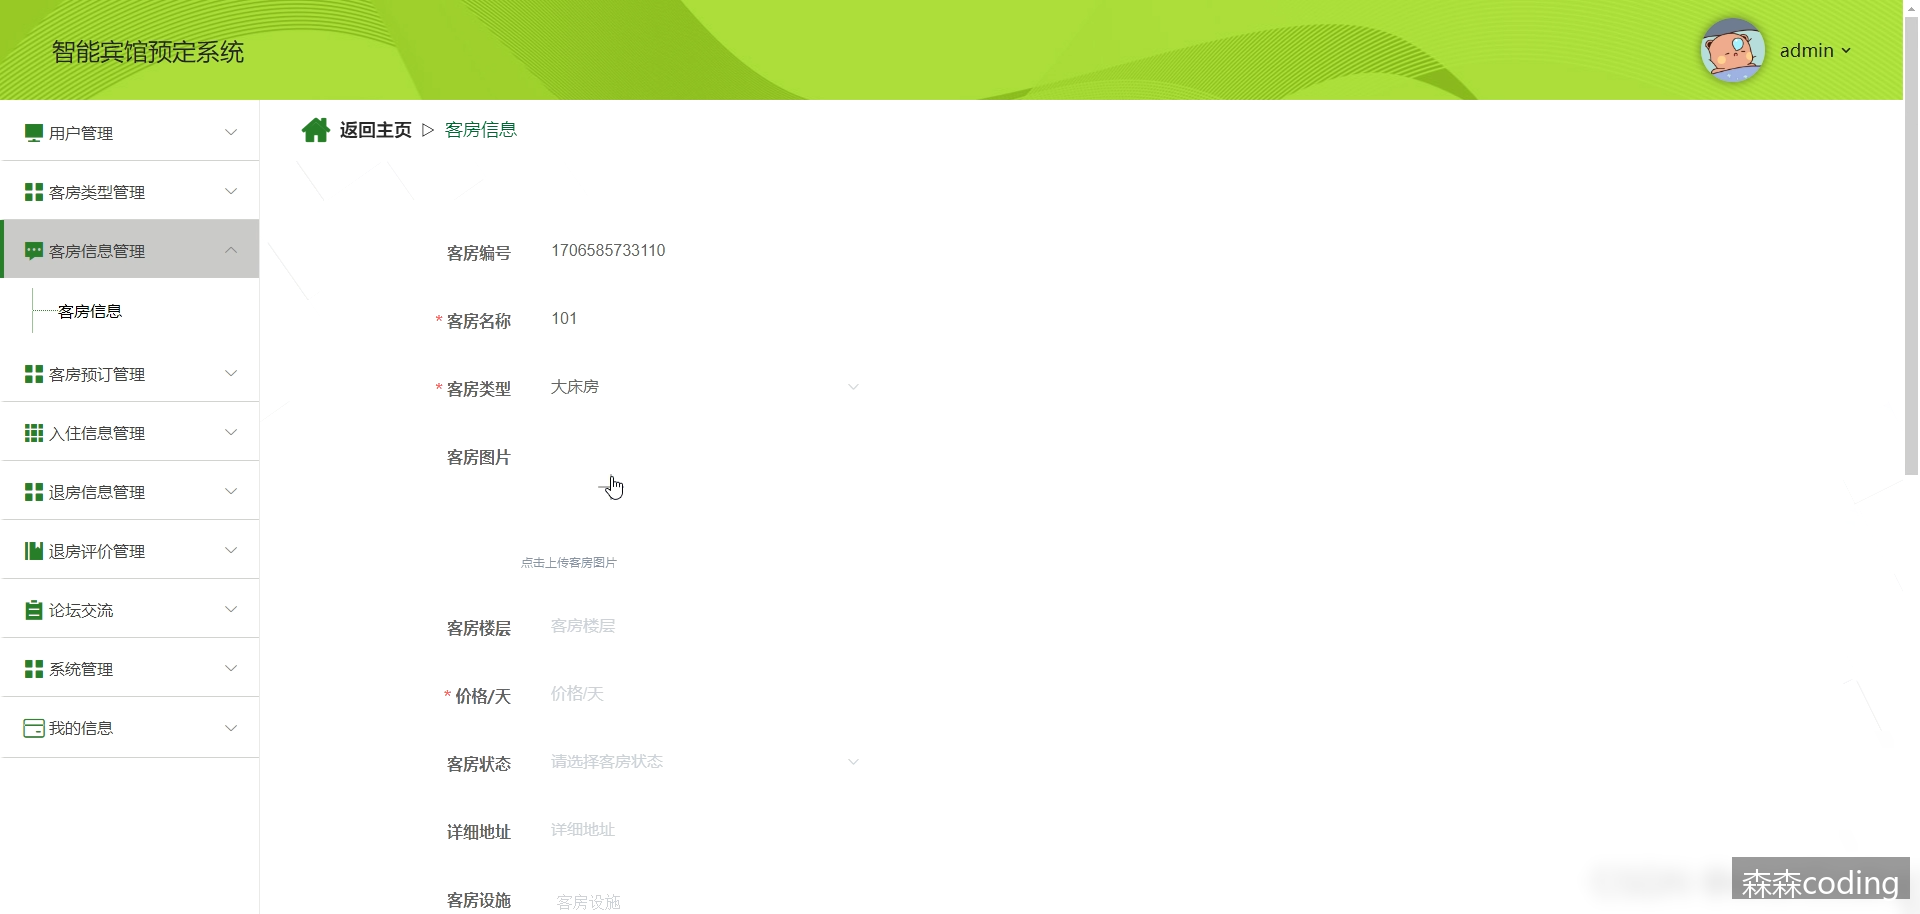 智能宾馆预定系统
admin
用户管理
客房类型管理
客房信息管理
客房信息
客房预订管理
入住信息管理
退房信息管理
退房评价管理
论坛交流
系统管理
我的信息
返回主页 ▷ 客房信息
客房编号 1706585733110
* 客房名称 101
* 客房类型 大床房
客房图片
点击上传客房图片
客房楼层 客房楼层
* 价格/天 价格/天
客房状态 请选择客房状态
详细地址 详细地址
客房设施 客房设施
森森coding